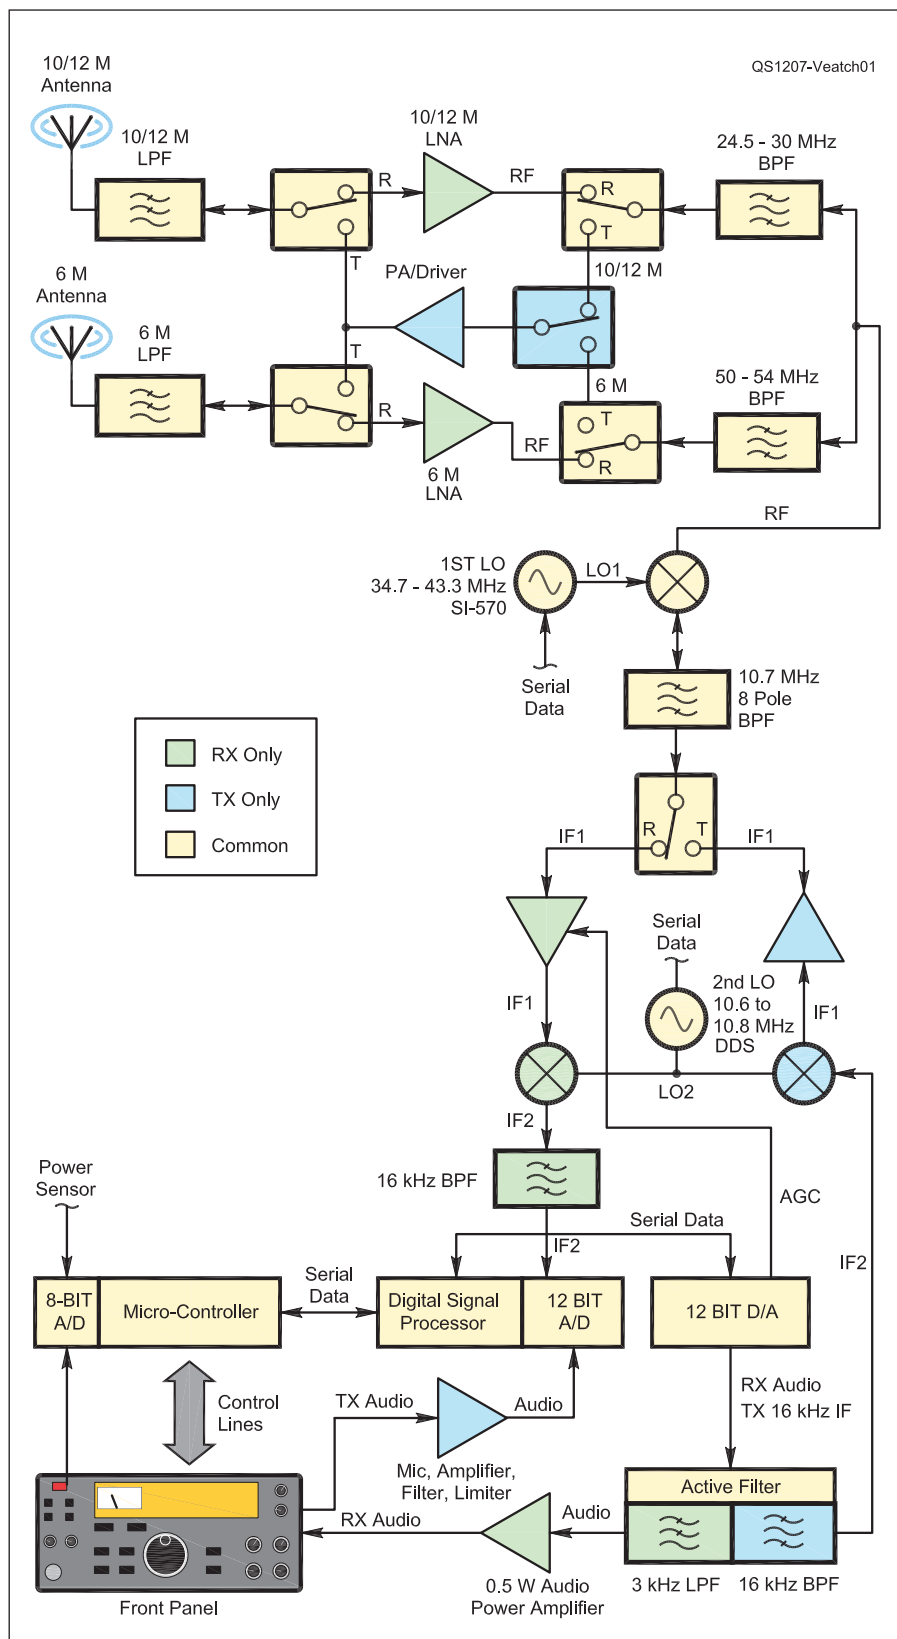 QS1207-Veatch01
10/12 M
Antenna
10/12 M
LPF
R
T
10/12 M
LNA
RF
R
T
24.5 - 30 MHz
BPF
10/12 M
PA/Driver
6 M
Antenna
6 M
LPF
T
R
6 M
LNA
RF
6 M
T
R
50 - 54 MHz
BPF
RF
1ST LO
34.7 - 43.3 MHz
SI-570
LO1
Serial
Data
10.7 MHz
8 Pole
BPF
RX Only
TX Only
Common
R
T
IF1
IF1
Serial
Data
2nd LO
10.6 to
10.8 MHz
DDS
IF1
IF1
LO2
IF2
16 kHz BPF
Power
Sensor
AGC
Serial Data
IF2
IF2
8-BIT
A/D
Micro-Controller
Serial
Data
Digital Signal
Processor
12 BIT
A/D
12 BIT D/A
Control
Lines
TX Audio
Audio
Mic, Amplifier,
Filter, Limiter
RX Audio
TX 16 kHz IF
Active Filter
RX Audio
Audio
0.5 W Audio
Power Amplifier
3 kHz LPF
16 kHz BPF
Front Panel